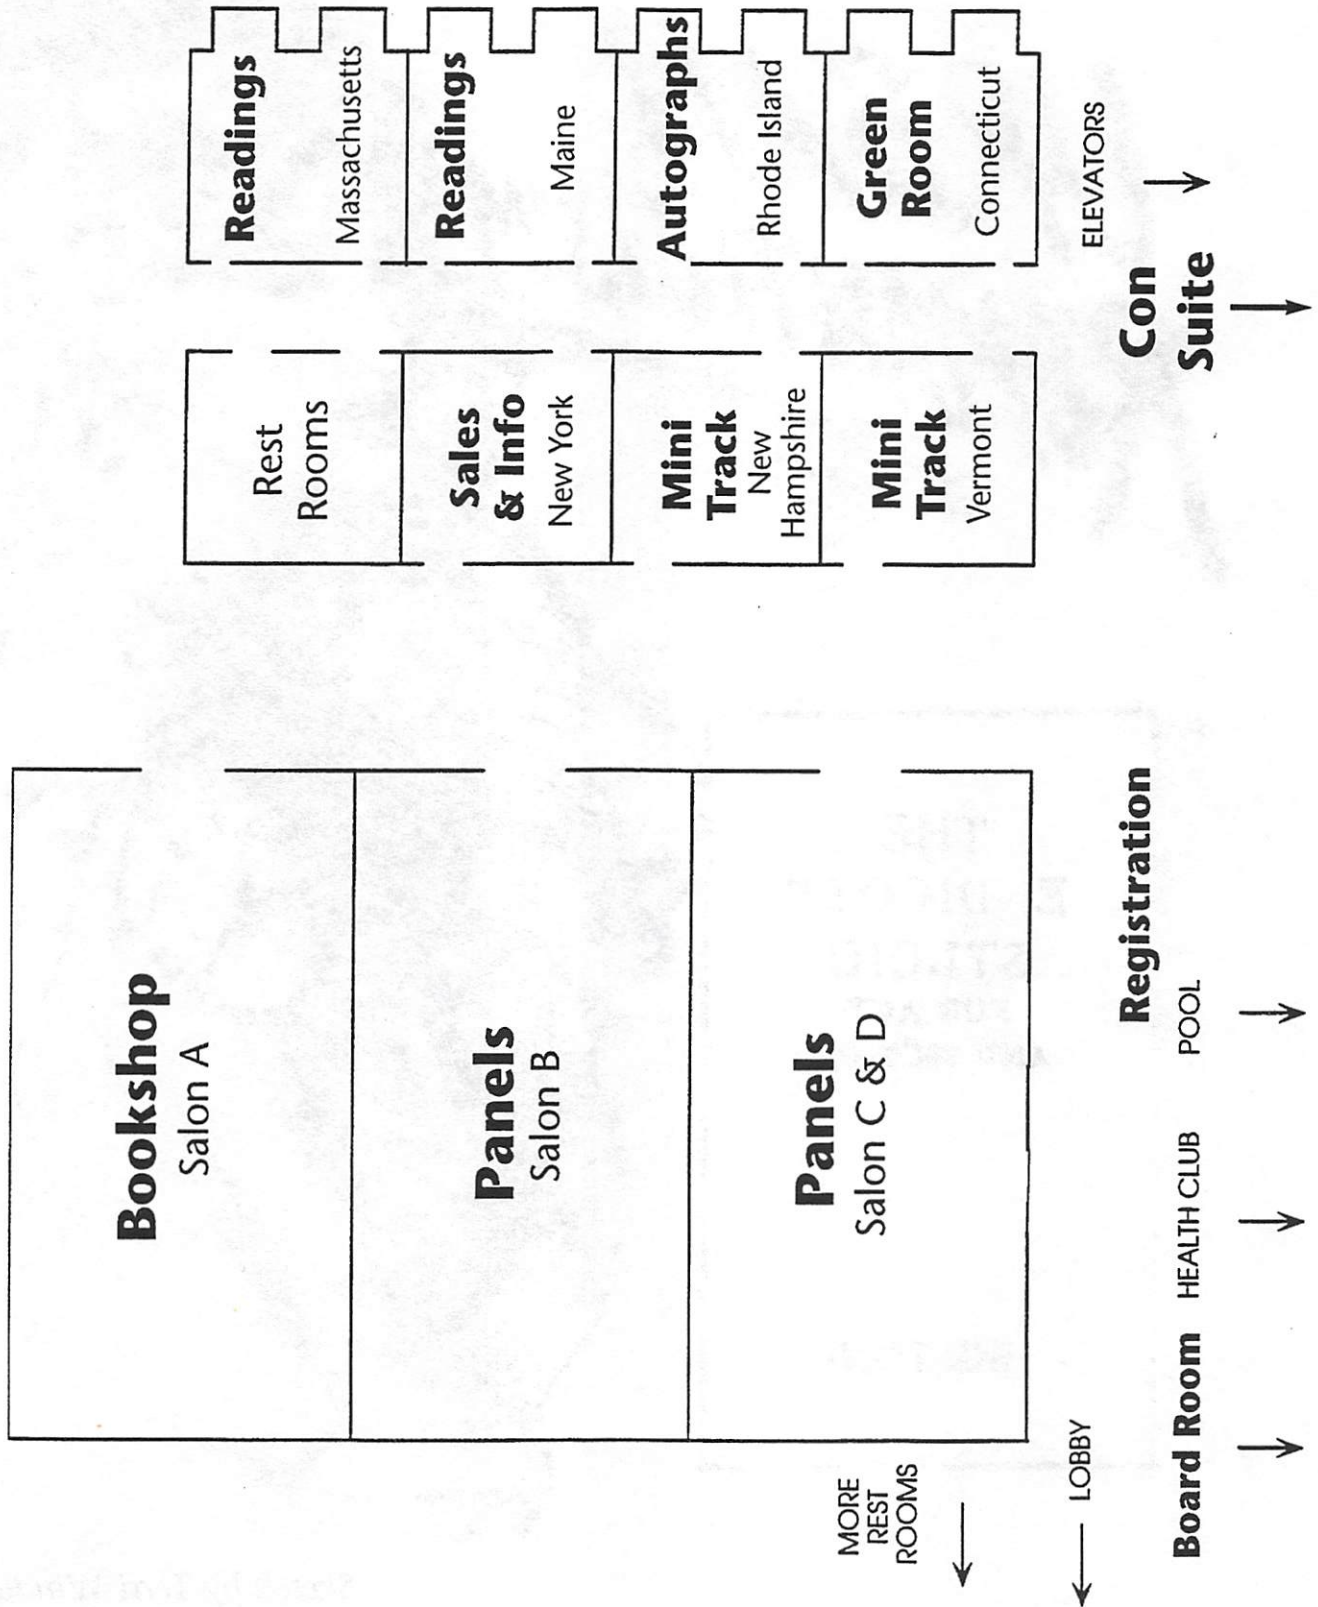 Bookshop
Salon A
Panels
Salon B
Panels
Salon C & D
Rest
Rooms
Sales
& Info
New York
Mini
Track
New
Hampshire
Mini
Track
Vermont
Readings
Massachusetts
Readings
Maine
Autographs
Rhode Island
Green
Room
Connecticut
MORE
REST
ROOMS
LOBBY
Board Room
HEALTH CLUB
POOL
Registration
Con
Suite
ELEVATORS